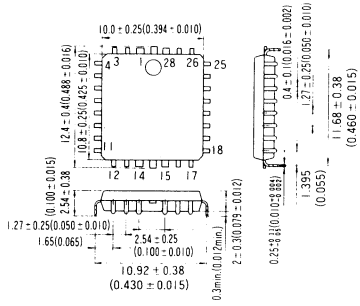 10.0 ± 0.25(0.394 ± 0.010)
4 3 1 28 26 25
11 18
12 14 15 17
12.4 ± 0.4(0.488 ± 0.016)
10.8 ± 0.25(0.425 ± 0.010)
0.4 ± 0.1(0.016 ± 0.002)
1.27 ± 0.25(0.050 ± 0.010)
11.68 ± 0.38
(0.460 ± 0.015)
1.395
(0.055)
(0.100 ± 0.015)
2.54 ± 0.38
1.27 ± 0.25(0.050 ± 0.010)
1.65(0.065)
2.54 ± 0.25
(0.100 ± 0.010)
10.92 ± 0.38
(0.430 ± 0.015)
2 ± 0.3(0.079 ± 0.012)
0.3min.(0.012min.)